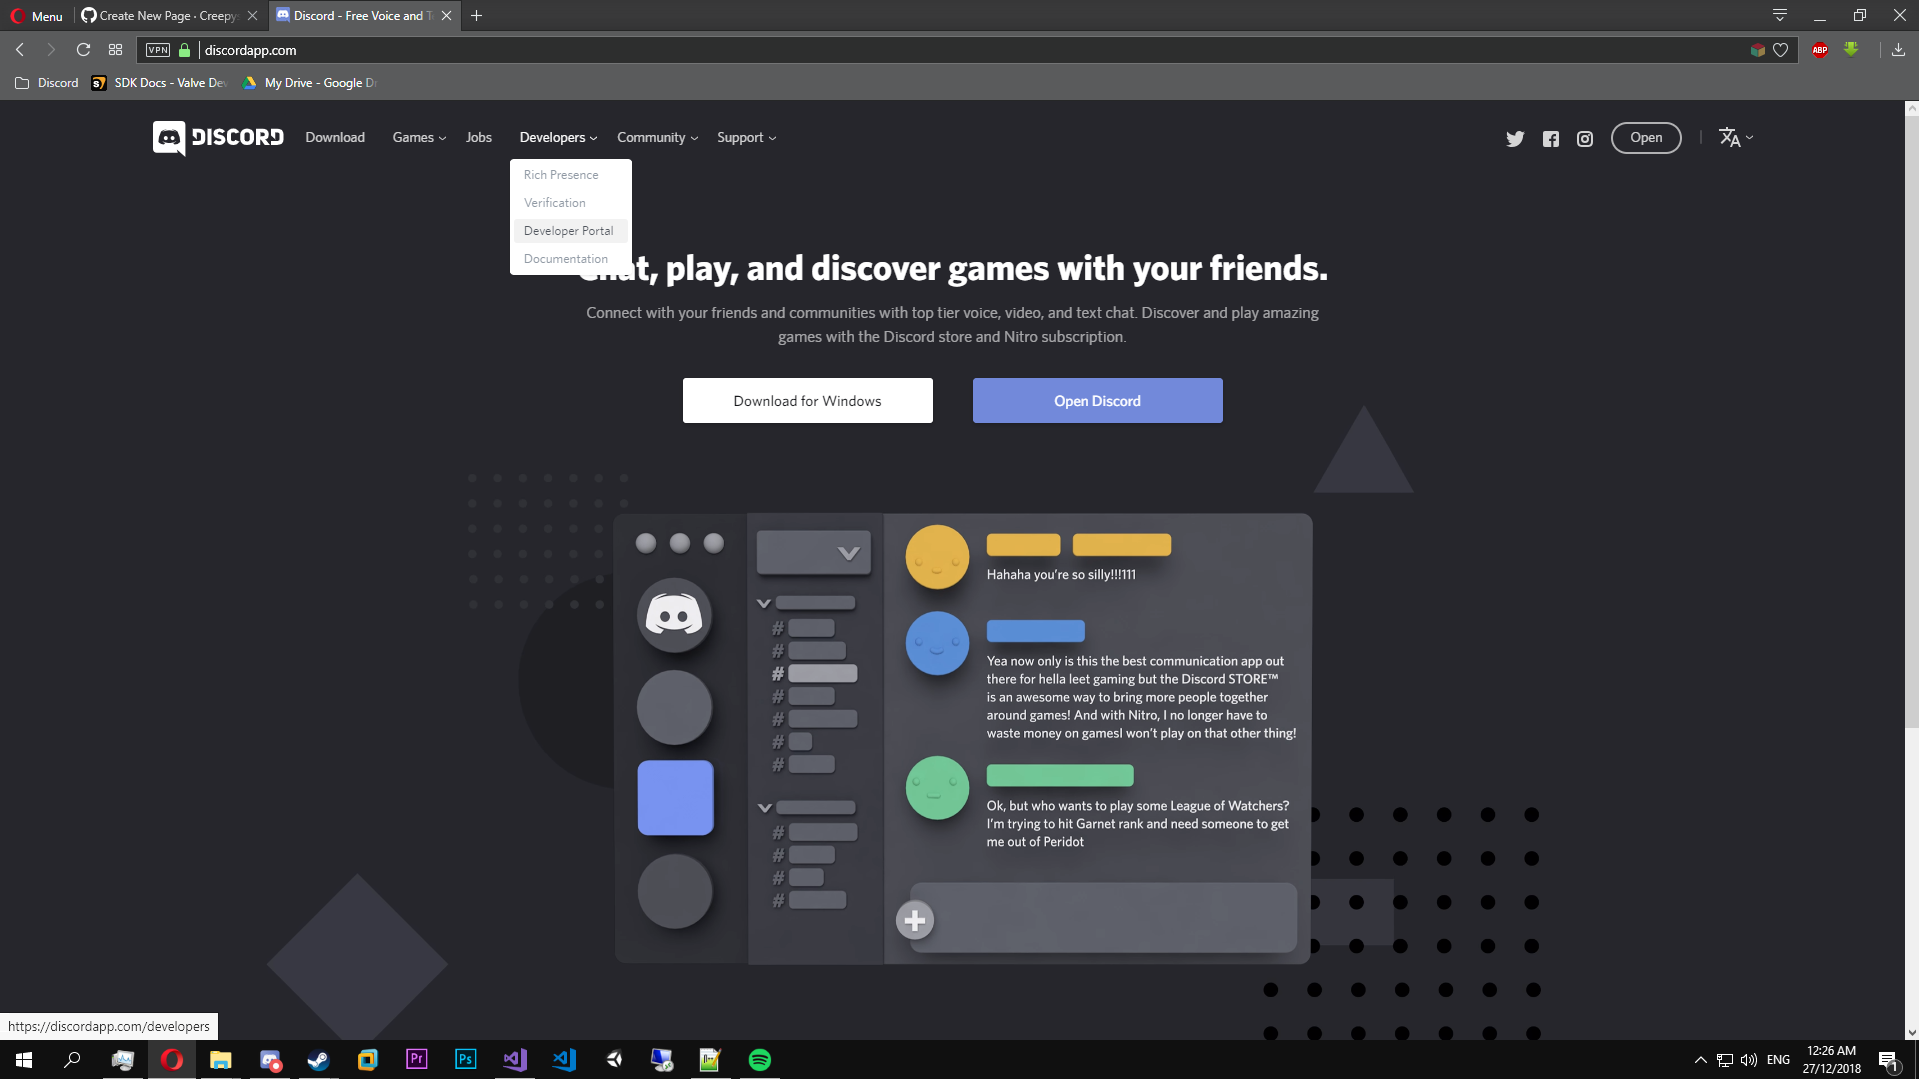 Menu
Create New Page · Creepy
Discord - Free Voice and T
VPN
discordapp.com
ABP
Discord
SDK Docs - Valve Dev
My Drive - Google Dr
DISCORD
Download
Games
Jobs
Developers
Community
Support
Open
Rich Presence
Verification
Developer Portal
Documentation
Chat, play, and discover games with your friends.
Connect with your friends and communities with top tier voice, video, and text chat. Discover and play amazing
games with the Discord store and Nitro subscription.
Download for Windows
Open Discord
Hahaha you're so silly!!!111
Yea now only is this the best communication app out
there for hella leet gaming but the Discord STORE™
is an awesome way to bring more people together
around games! And with Nitro, I no longer have to
waste money on gamesI won't play on that other thing!
Ok, but who wants to play some League of Watchers?
I'm trying to hit Garnet rank and need someone to get
me out of Peridot
#
#
#
#
#
#
#
#
#
#
#
https://discordapp.com/developers
Pr
Ps
ENG
12:26 AM
27/12/2018
1